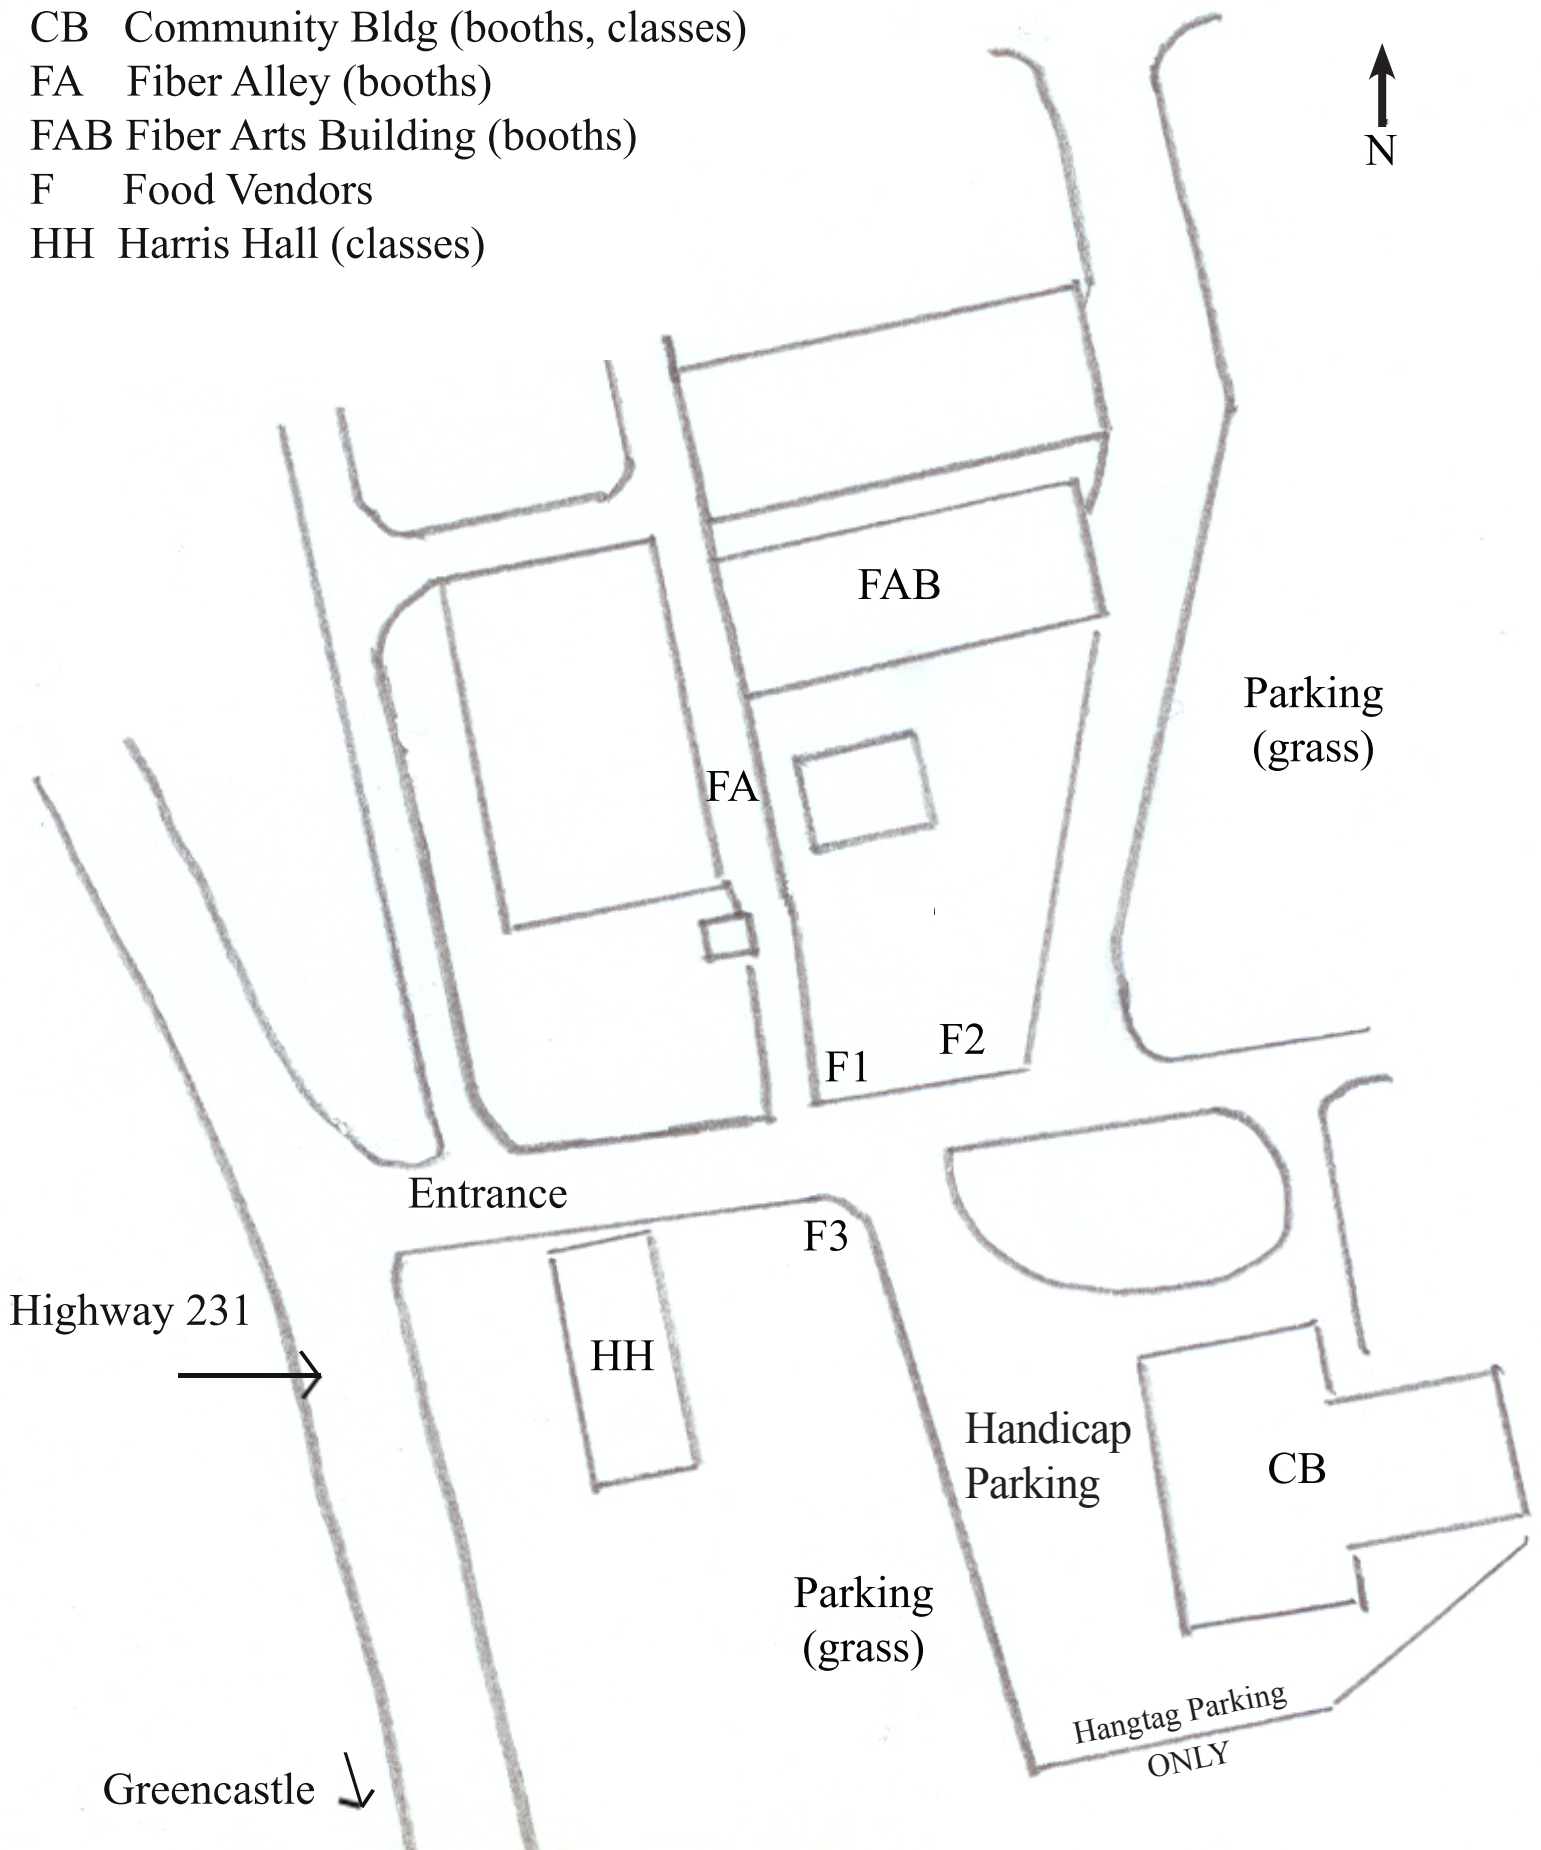 CB Community Bldg (booths, classes)
FA Fiber Alley (booths)
FAB Fiber Arts Building (booths)
F Food Vendors
HH Harris Hall (classes)
N
FAB
Parking
(grass)
FA
F2
F1
Entrance
F3
Highway 231
HH
Handicap
Parking
CB
Parking
(grass)
Hangtag Parking
ONLY
Greencastle